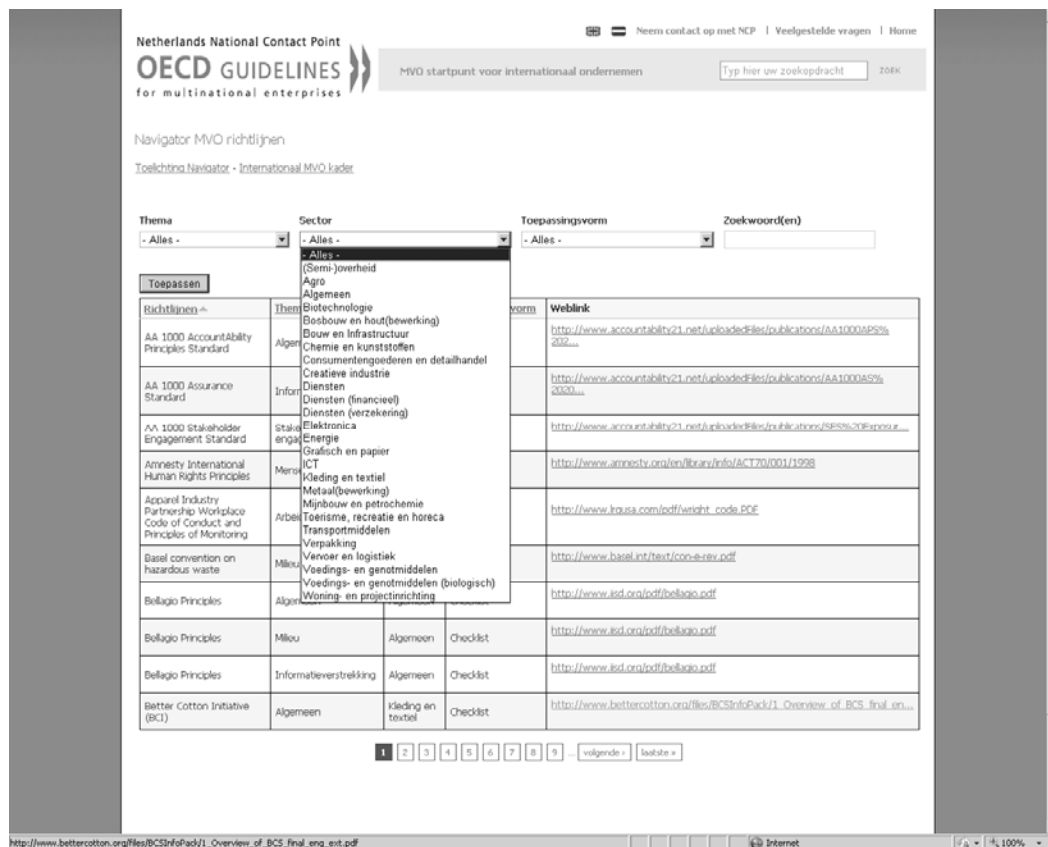 Netherlands National Contact Point
OECD GUIDELINES
for multinational enterprises
Neem contact op met NCP | Veelgestelde vragen | Home
MVO startpunt voor internationaal ondernemen
Typ hier uw zoekopdracht
ZOEK
Navigator MVO richtlijnen
Toelichting Navigator - Internationaal MVO kader
Thema
Sector
Toepassingsvorm
Zoekwoord(en)
- Alles -
- Alles -
- Alles -
- Alles -
(Semi-)overheid
Agro
Algemeen
Biotechnologie
Bosbouw en hout(bewerking)
Bouw en Infrastructuur
Chemie en kunststoffen
Consumentengoederen en detailhandel
Creatieve industrie
Diensten
Diensten (financieel)
Diensten (verzekering)
Elektronica
Energie
Grafisch en papier
ICT
Kleding en textiel
Metaal(bewerking)
Mijnbouw en petrochemie
Toerisme, recreatie en horeca
Transportmiddelen
Verpakking
Vervoer en logistiek
Voedings- en genotmiddelen
Voedings- en genotmiddelen (biologisch)
Woning- en projectinrichting
Toepassen
Richtlijnen
Them
vorm
Weblink
AA 1000 AccountAbility
Principles Standard
Algem
http://www.accountability21.net/uploadedFiles/publications/AA1000APS%
202...
AA 1000 Assurance
Standard
Inform
http://www.accountability21.net/uploadedFiles/publications/AA1000AS%
2020...
AA 1000 Stakeholder
Engagement Standard
Stake
engag
http://www.accountability21.net/uploadedFiles/publications/SES%20Exposur...
Amnesty International
Human Rights Principles
Mense
http://www.amnesty.org/en/library/info/ACT70/001/1998
Apparel Industry
Partnership Workplace
Code of Conduct and
Principles of Monitoring
Arbeid
http://www.lrqusa.com/pdf/wright_code.PDF
Basel convention on
hazardous waste
Milieu
http://www.basel.int/text/con-e-rev.pdf
Bellagio Principles
Algemeen
Algemeen
Checklist
http://www.iisd.org/pdf/bellagio.pdf
Bellagio Principles
Milieu
Algemeen
Checklist
http://www.iisd.org/pdf/bellagio.pdf
Bellagio Principles
Informatieverstrekking
Algemeen
Checklist
http://www.iisd.org/pdf/bellagio.pdf
Better Cotton Initiative
(BCI)
Algemeen
Kleding en
textiel
Checklist
http://www.bettercotton.org/files/BCSInfoPack/1_Overview_of_BCS_final_en...
1 2 3 4 5 6 7 8 9 ... volgende › laatste »
http://www.bettercotton.org/files/BCSInfoPack/1_Overview_of_BCS_final_eng_ext.pdf
Internet
100%